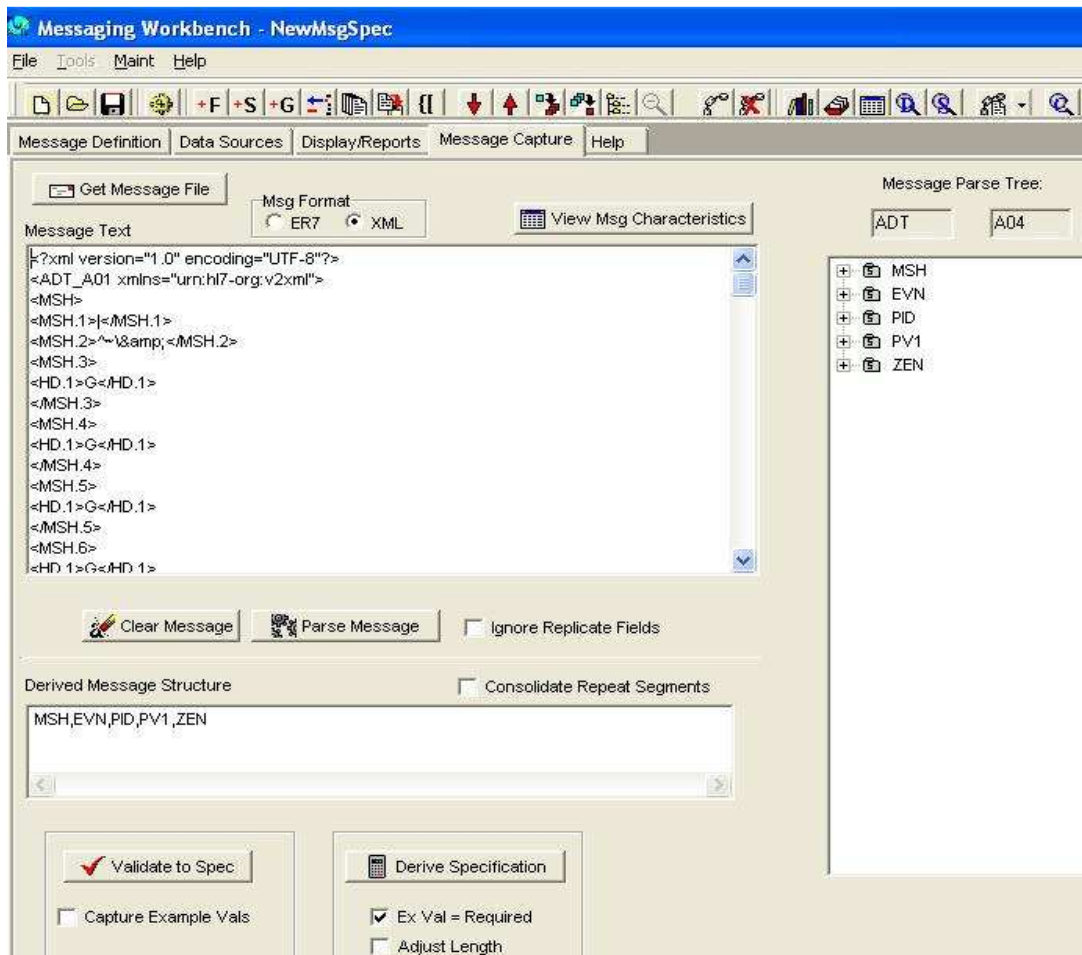 Messaging Workbench - NewMsgSpec
File Tools Maint Help
+F +S +G
Message Definition Data Sources Display/Reports Message Capture Help
Get Message File
Msg Format
ER7 XML
View Msg Characteristics
Message Text
<?xml version="1.0" encoding="UTF-8"?>
<ADT_A01 xmlns="urn:hl7-org:v2xml">
<MSH>
<MSH.1>|</MSH.1>
<MSH.2>^~\&amp;</MSH.2>
<MSH.3>
<HD.1>G</HD.1>
</MSH.3>
<MSH.4>
<HD.1>G</HD.1>
</MSH.4>
<MSH.5>
<HD.1>G</HD.1>
</MSH.5>
<MSH.6>
<HD.1>G</HD.1>
Clear Message Parse Message Ignore Replicate Fields
Derived Message Structure Consolidate Repeat Segments
MSH,EVN,PID,PV1,ZEN
Validate to Spec
Capture Example Vals
Derive Specification
Ex Val = Required
Adjust Length
Message Parse Tree:
ADT A04
MSH
EVN
PID
PV1
ZEN